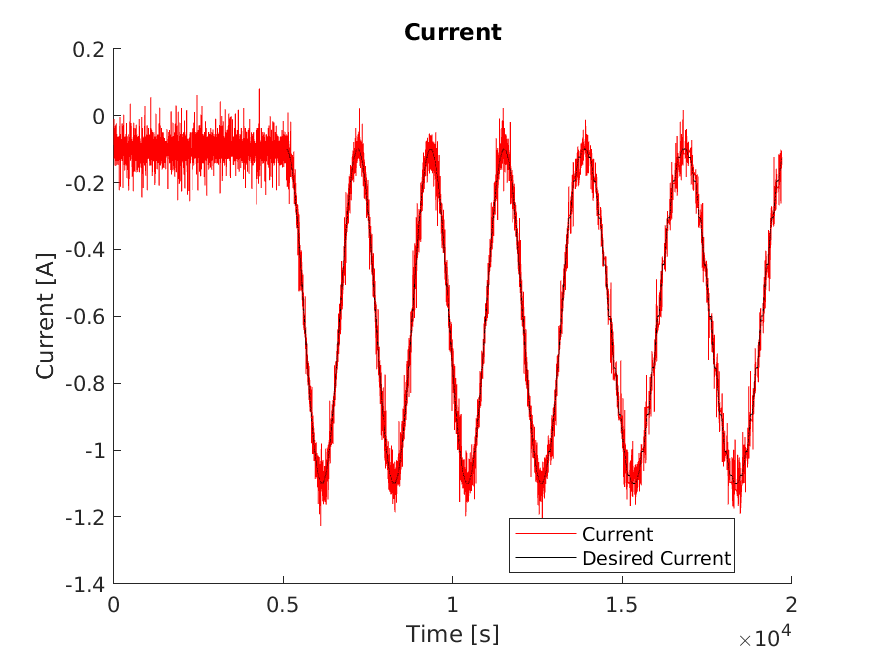 Current
0.2
0
-0.2
-0.4
-0.6
-0.8
-1
-1.2
-1.4
Current [A]
Current
Desired Current
0 0.5 1 1.5 2
×10^4
Time [s]